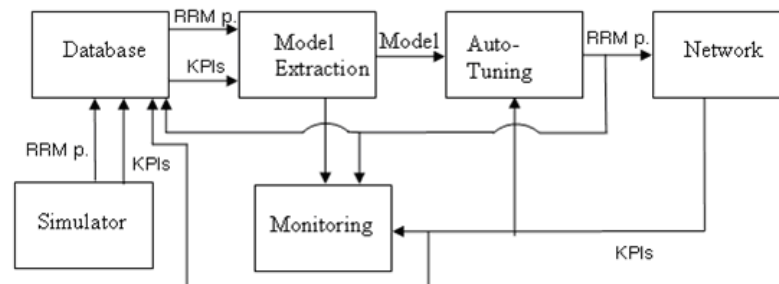 RRM p.
Database
KPIs
Model
Extraction
Model
Auto-
Tuning
RRM p.
Network
RRM p.
KPIs
Simulator
Monitoring
KPIs